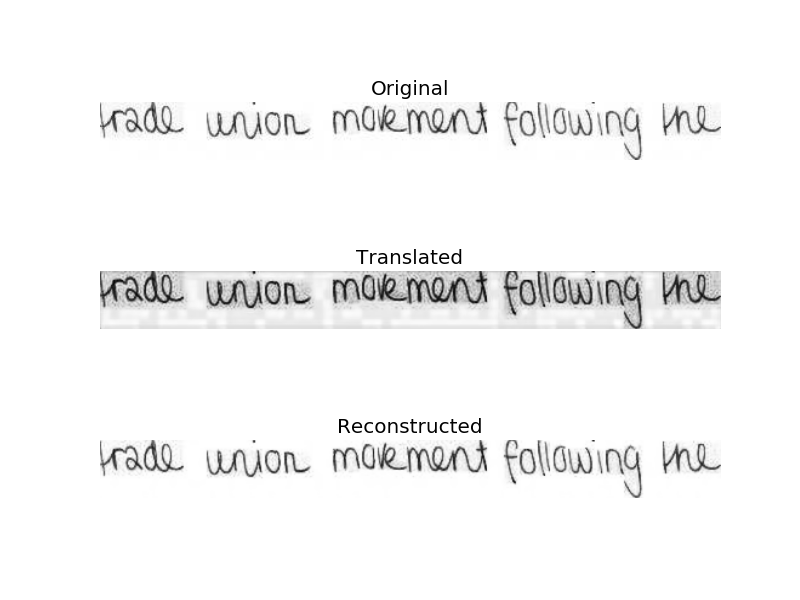 Original
trade union movement following the
Translated
trade union movement following the
Reconstructed
trade union movement following the